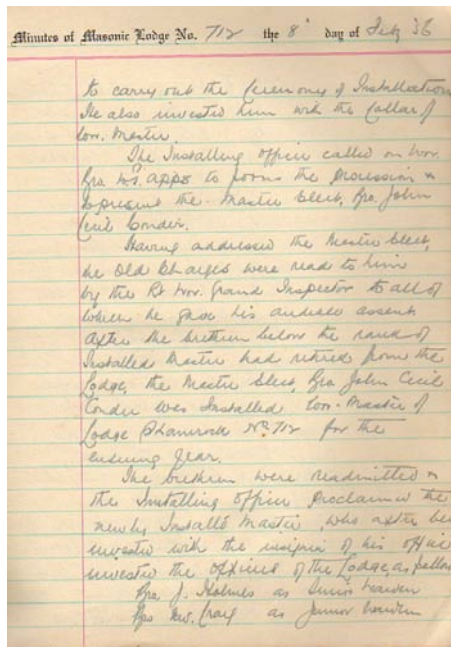 Minutes of Masonic Lodge No. 712 the 8" day of July 36
to carry out the Ceremony of Installation
He also invested him with the Collar of
Wor. Master
The Installing Officer called on Wor.
Bro. to form the Procession &
to present the Master Elect, Bro. John
Cecil Conder.
Having addressed the Master Elect,
the Old Charges were read to him
by the Rt Wor. Grand Inspector to all of
which he gave his assent
After the brethren below the rank of
Installed Master had retired from the
Lodge, the Master Elect, Bro John Cecil
Conder was Installed Wor. Master of
Lodge Shamrock No 712 for the
ensuing year.
The brethren were readmitted &
the Installing Officer proclaimed the
newly Installed Master, who after
invested with the insignia of his office
invested the officers of the Lodge, as follow
Bro. J. Holmes as Senior Warden
Craig as Junior Warden